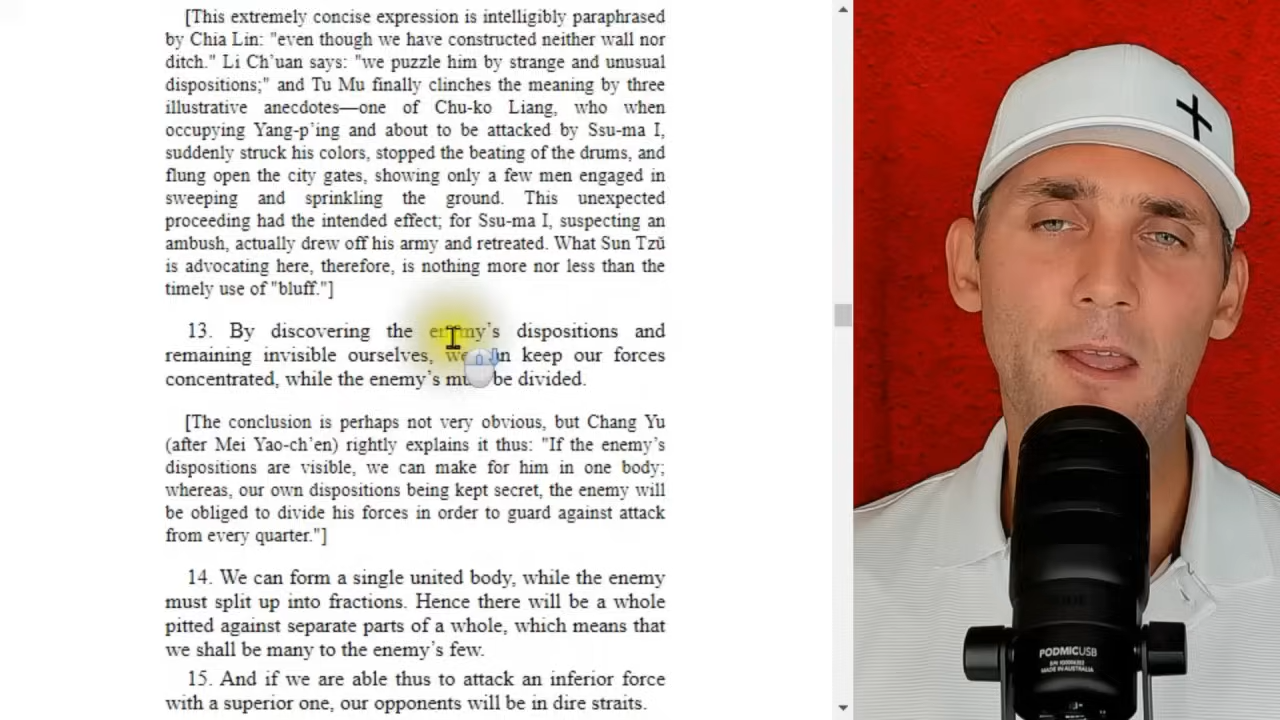 [This extremely concise expression is intelligibly paraphrased
by Chia Lin: "even though we have constructed neither wall nor
ditch." Li Ch'uan says: "we puzzle him by strange and unusual
dispositions;" and Tu Mu finally clinches the meaning by three
illustrative anecdotes—one of Chu-ko Liang, who when
occupying Yang-p'ing and about to be attacked by Ssu-ma I,
suddenly struck his colors, stopped the beating of the drums, and
flung open the city gates, showing only a few men engaged in
sweeping and sprinkling the ground. This unexpected
proceeding had the intended effect; for Ssu-ma I, suspecting an
ambush, actually drew off his army and retreated. What Sun Tzŭ
is advocating here, therefore, is nothing more nor less than the
timely use of "bluff."]
13. By discovering the enemy's dispositions and
remaining invisible ourselves, we can keep our forces
concentrated, while the enemy's must be divided.
[The conclusion is perhaps not very obvious, but Chang Yu
(after Mei Yao-ch'en) rightly explains it thus: "If the enemy's
dispositions are visible, we can make for him in one body;
whereas, our own dispositions being kept secret, the enemy will
be obliged to divide his forces in order to guard against attack
from every quarter."]
14. We can form a single united body, while the enemy
must split up into fractions. Hence there will be a whole
pitted against separate parts of a whole, which means that
we shall be many to the enemy's few.
15. And if we are able thus to attack an inferior force
with a superior one, our opponents will be in dire straits.
PODMICUSB
MADE IN AUSTRALIA